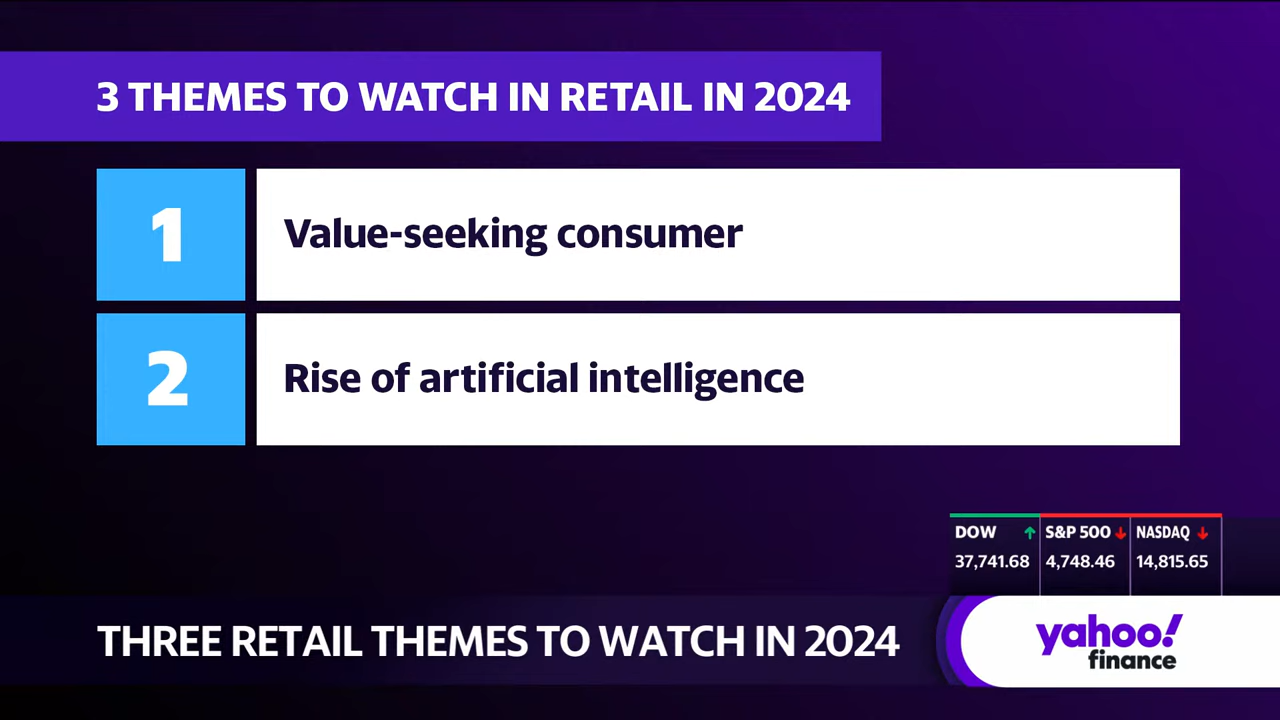 3 THEMES TO WATCH IN RETAIL IN 2024
1
Value-seeking consumer
2
Rise of artificial intelligence
DOW S&P 500 NASDAQ
37,741.68 4,748.46 14,815.65
THREE RETAIL THEMES TO WATCH IN 2024
yahoo!
finance